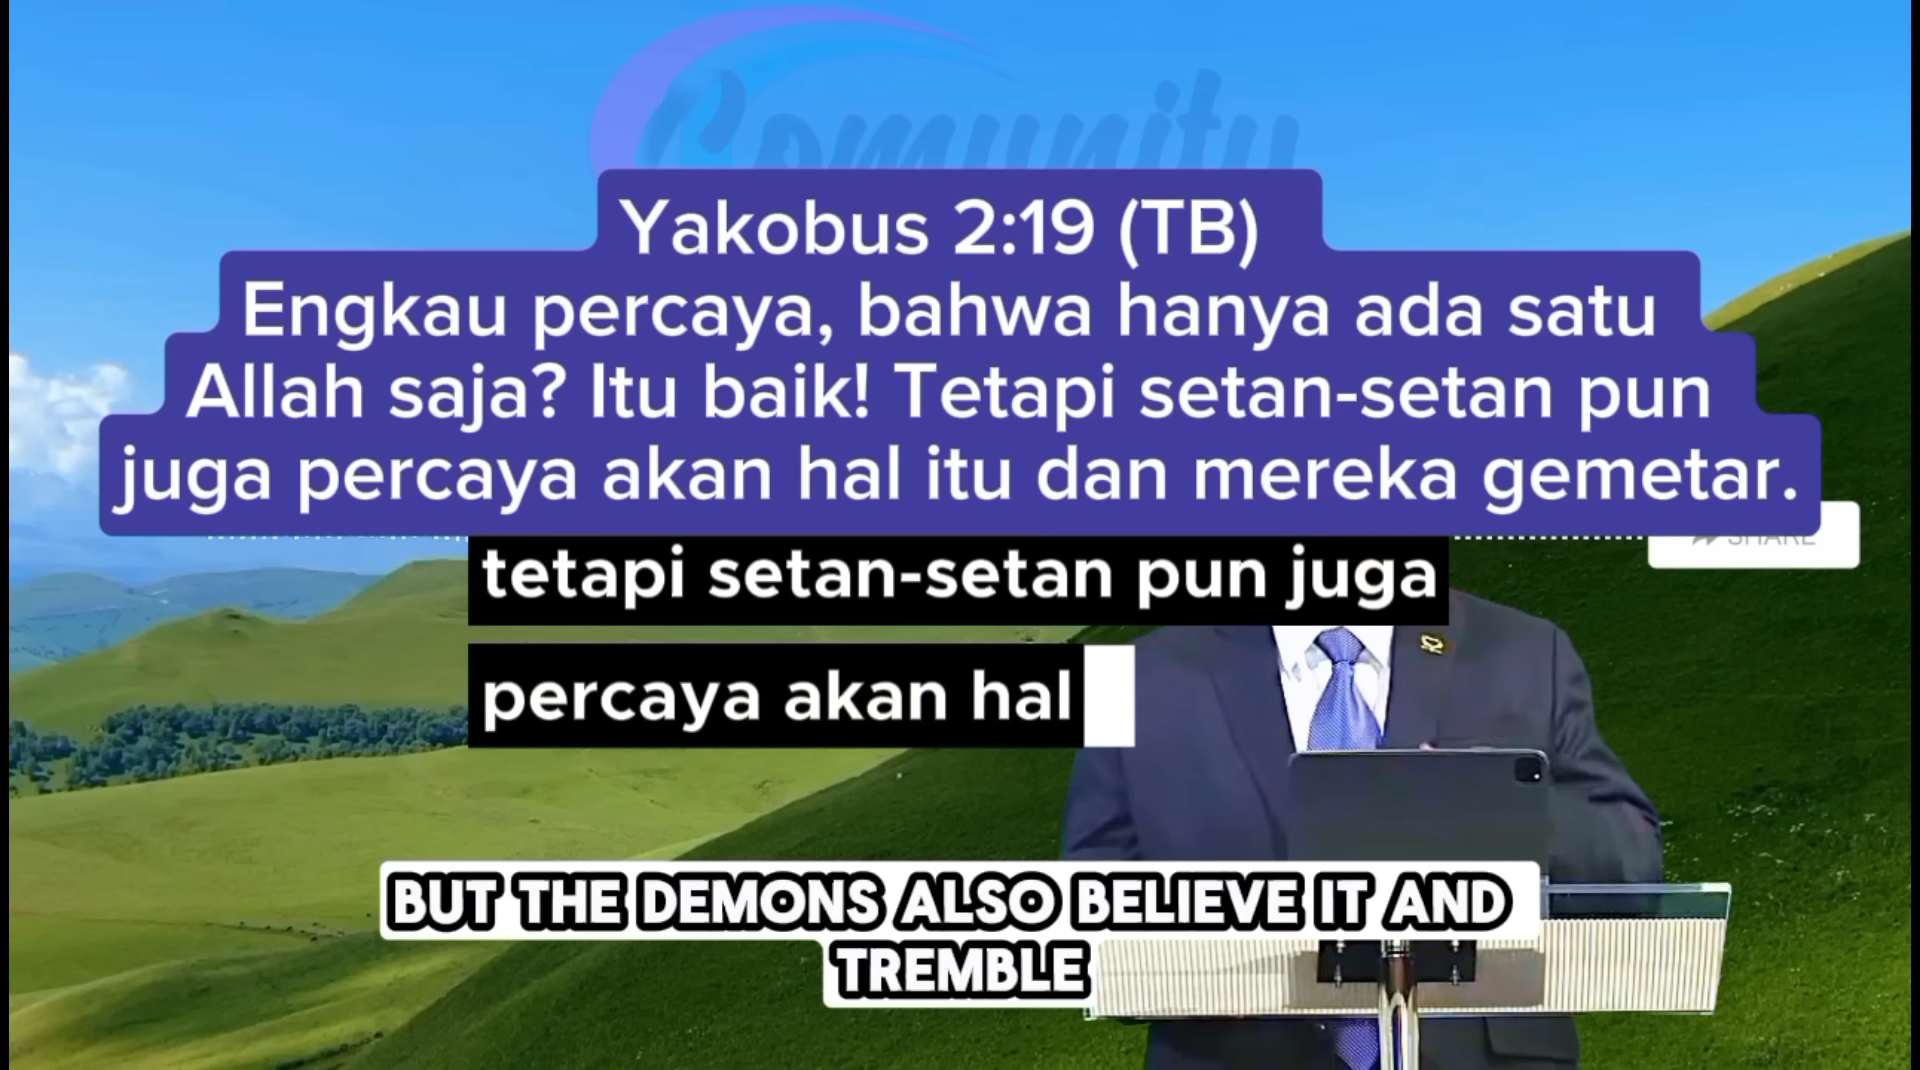 Comunity
Yakobus 2:19 (TB)
Engkau percaya, bahwa hanya ada satu
Allah saja? Itu baik! Tetapi setan-setan pun
juga percaya akan hal itu dan mereka gemetar.
SHARE
tetapi setan-setan pun juga
percaya akan hal
BUT THE DEMONS ALSO BELIEVE IT AND
TREMBLE